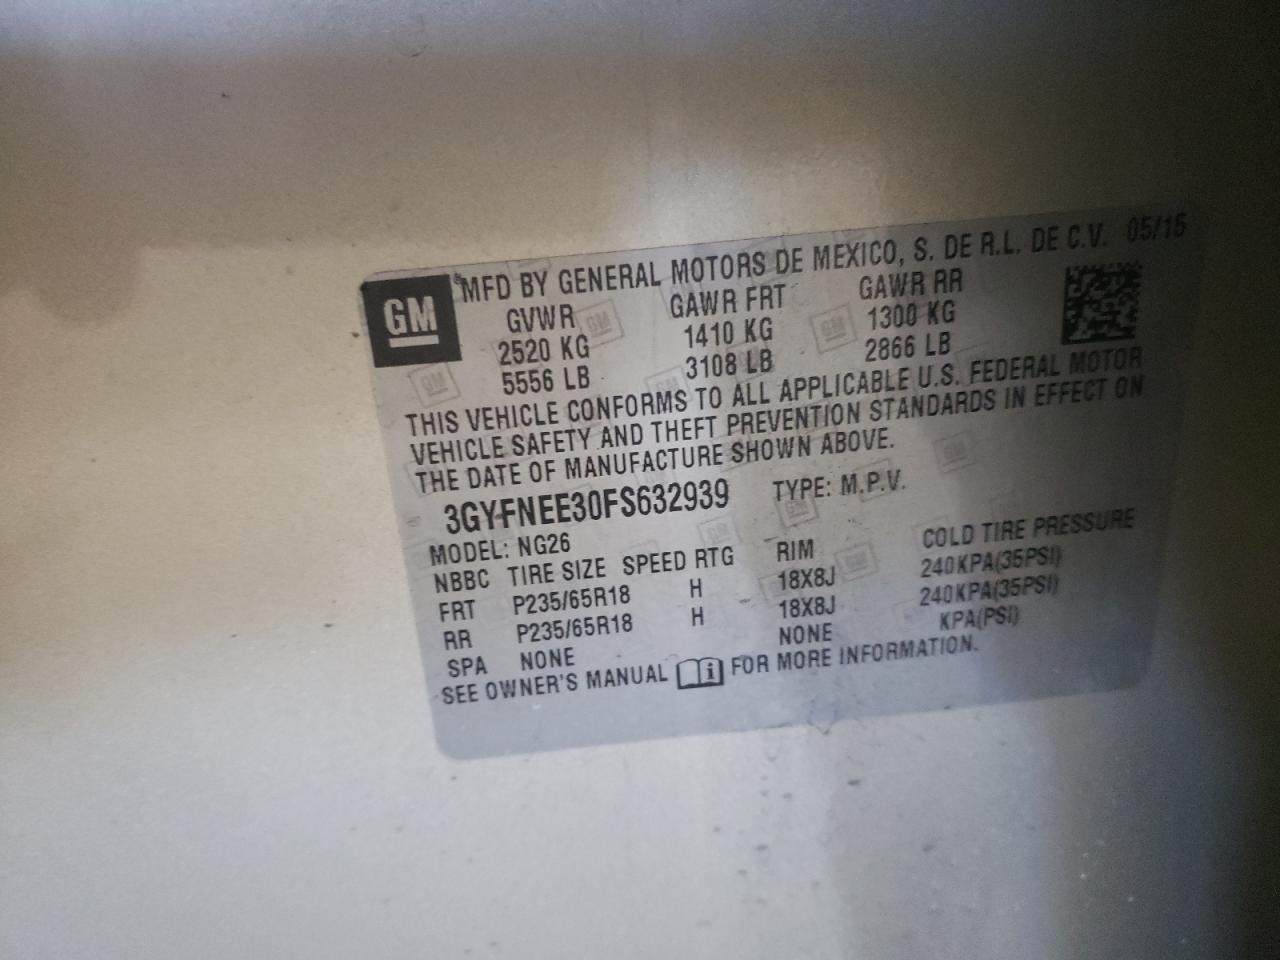 GM
MFD BY GENERAL MOTORS DE MEXICO, S. DE R.L. DE C.V. 05/15
GVWR GAWR FRT GAWR RR
2520 KG 1410 KG 1300 KG
5556 LB 3108 LB 2866 LB
THIS VEHICLE CONFORMS TO ALL APPLICABLE U.S. FEDERAL MOTOR
VEHICLE SAFETY AND THEFT PREVENTION STANDARDS IN EFFECT ON
THE DATE OF MANUFACTURE SHOWN ABOVE.
3GYFNEE30FS632939 TYPE: M.P.V.
MODEL: NG26
NBBC TIRE SIZE SPEED RTG RIM COLD TIRE PRESSURE
FRT P235/65R18 H 18X8J 240KPA(35PSI)
RR P235/65R18 H 18X8J 240KPA(35PSI)
SPA NONE NONE KPA(PSI)
SEE OWNER'S MANUAL FOR MORE INFORMATION.